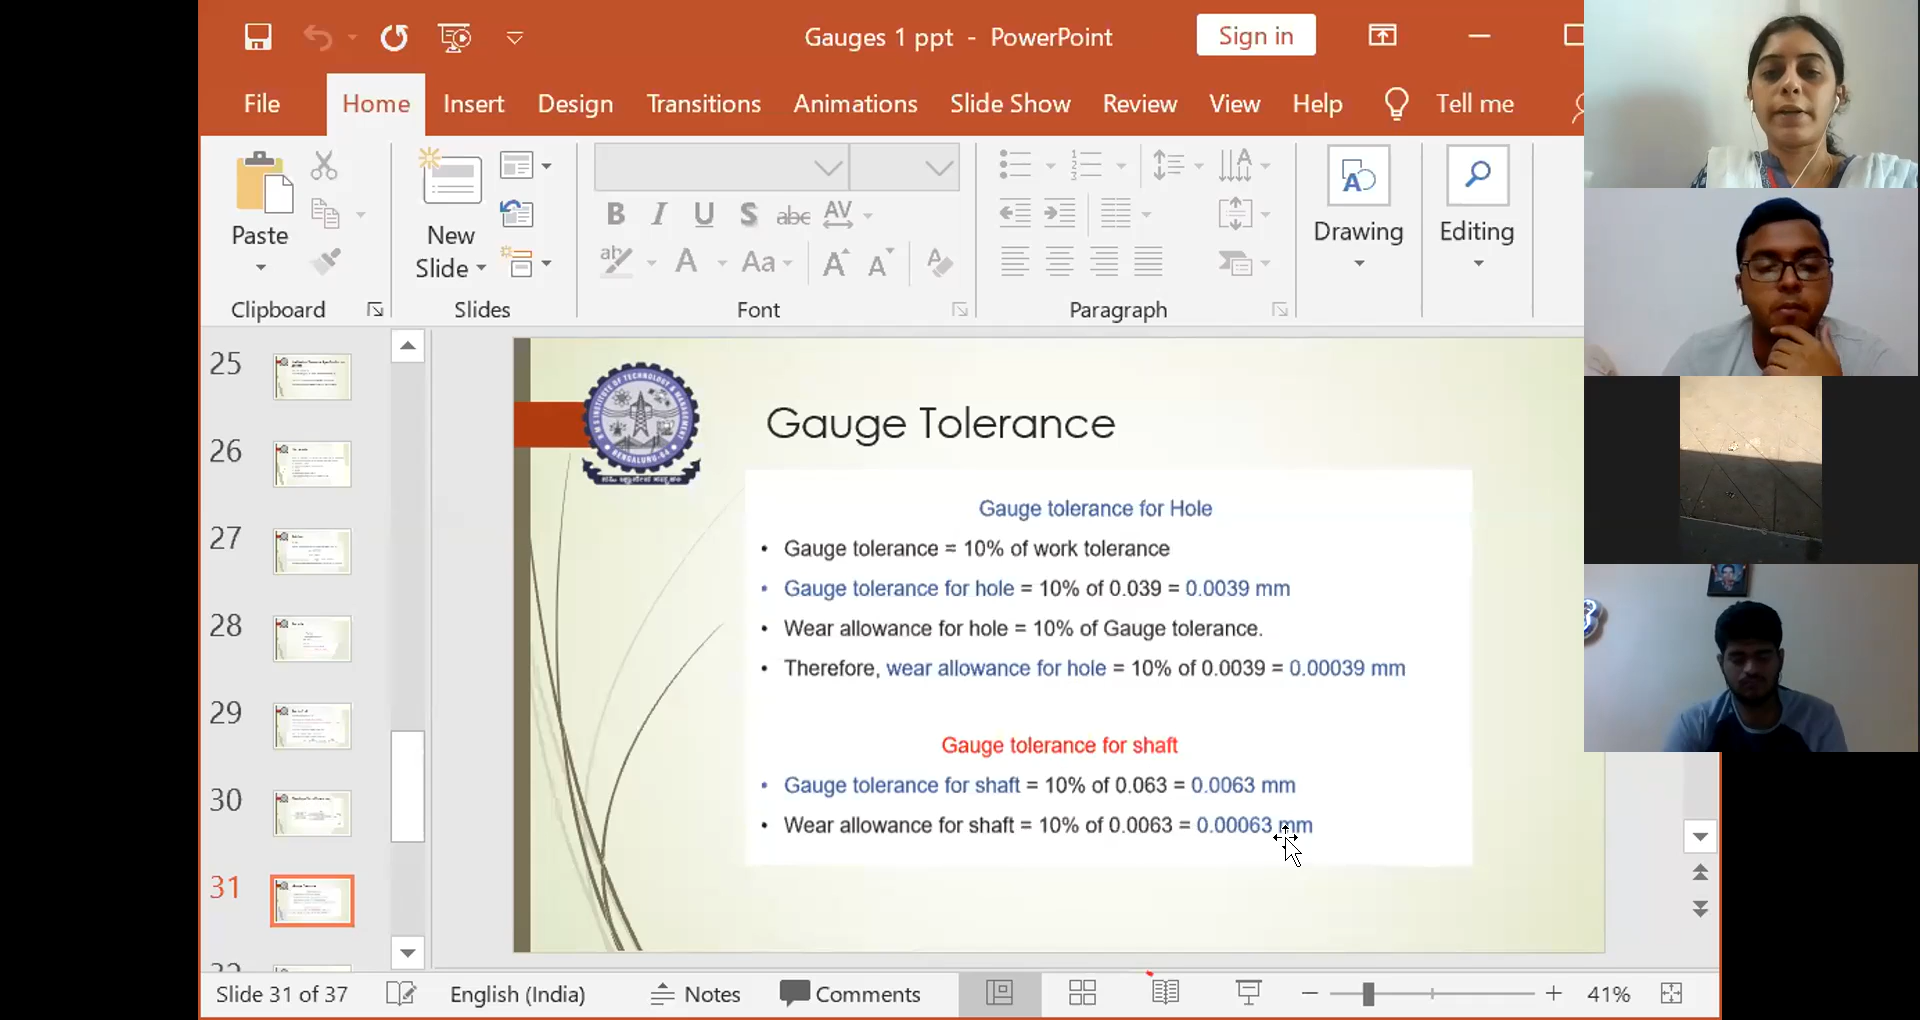 Gauges 1 ppt - PowerPoint
Sign in
File Home Insert Design Transitions Animations Slide Show Review View Help Tell me
Paste
New
Slide
Drawing
Editing
Clipboard
Slides
Font
Paragraph
25
26
27
28
29
30
31
BENGALURU-64
Gauge Tolerance
Gauge tolerance for Hole
• Gauge tolerance = 10% of work tolerance
• Gauge tolerance for hole = 10% of 0.039 = 0.0039 mm
• Wear allowance for hole = 10% of Gauge tolerance.
• Therefore, wear allowance for hole = 10% of 0.0039 = 0.00039 mm
Gauge tolerance for shaft
• Gauge tolerance for shaft = 10% of 0.063 = 0.0063 mm
• Wear allowance for shaft = 10% of 0.0063 = 0.00063 mm
Slide 31 of 37 English (India) Notes Comments 41%